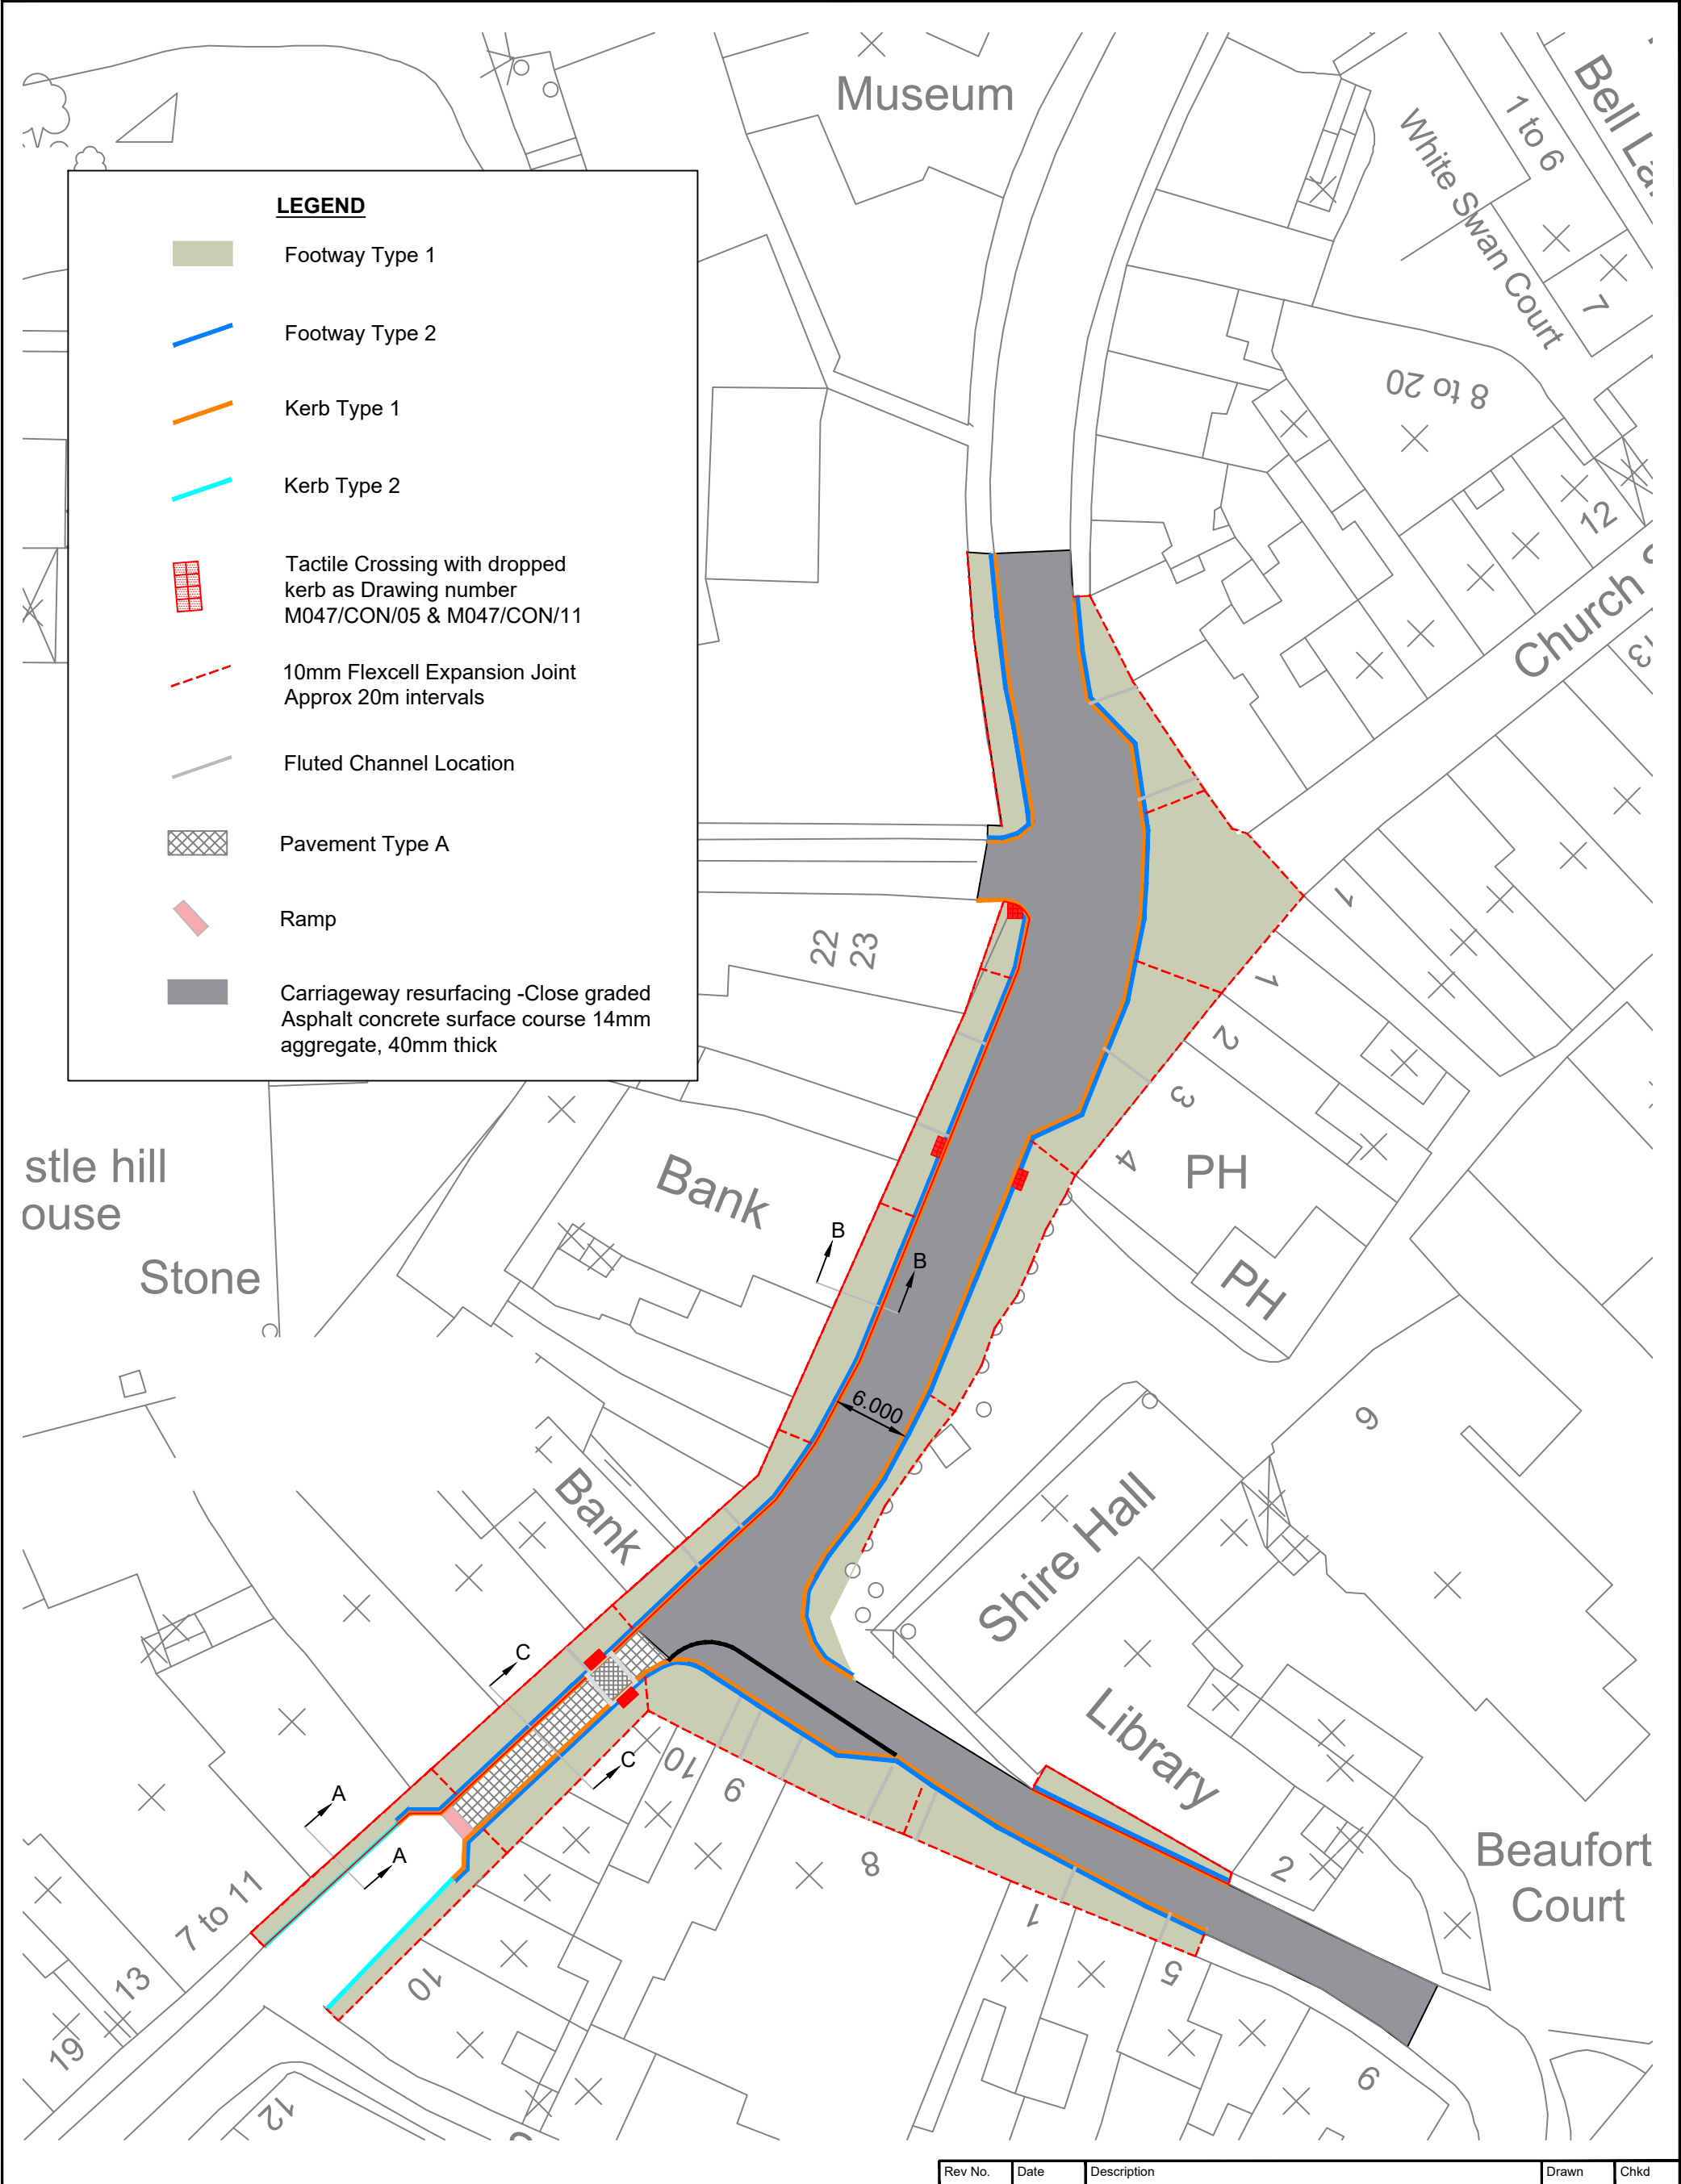 Museum
Bell La
1 to 6
White Swan Court
7
8 to 20
12
Church
3
LEGEND
Footway Type 1
Footway Type 2
Kerb Type 1
Kerb Type 2
Tactile Crossing with dropped
kerb as Drawing number
M047/CON/05 & M047/CON/11
10mm Flexcell Expansion Joint
Approx 20m intervals
Fluted Channel Location
Pavement Type A
Ramp
Carriageway resurfacing -Close graded
Asphalt concrete surface course 14mm
aggregate, 40mm thick
22
23
1
1
2
3
4
PH
PH
stle hill
ouse
Stone
Bank
B
B
6.000
6
Bank
Shire Hall
Library
C
C
A
A
10
9
8
1
5
2
Beaufort
Court
7 to 11
13
19
10
12
9
Rev No.
Date
Description
Drawn
Chkd